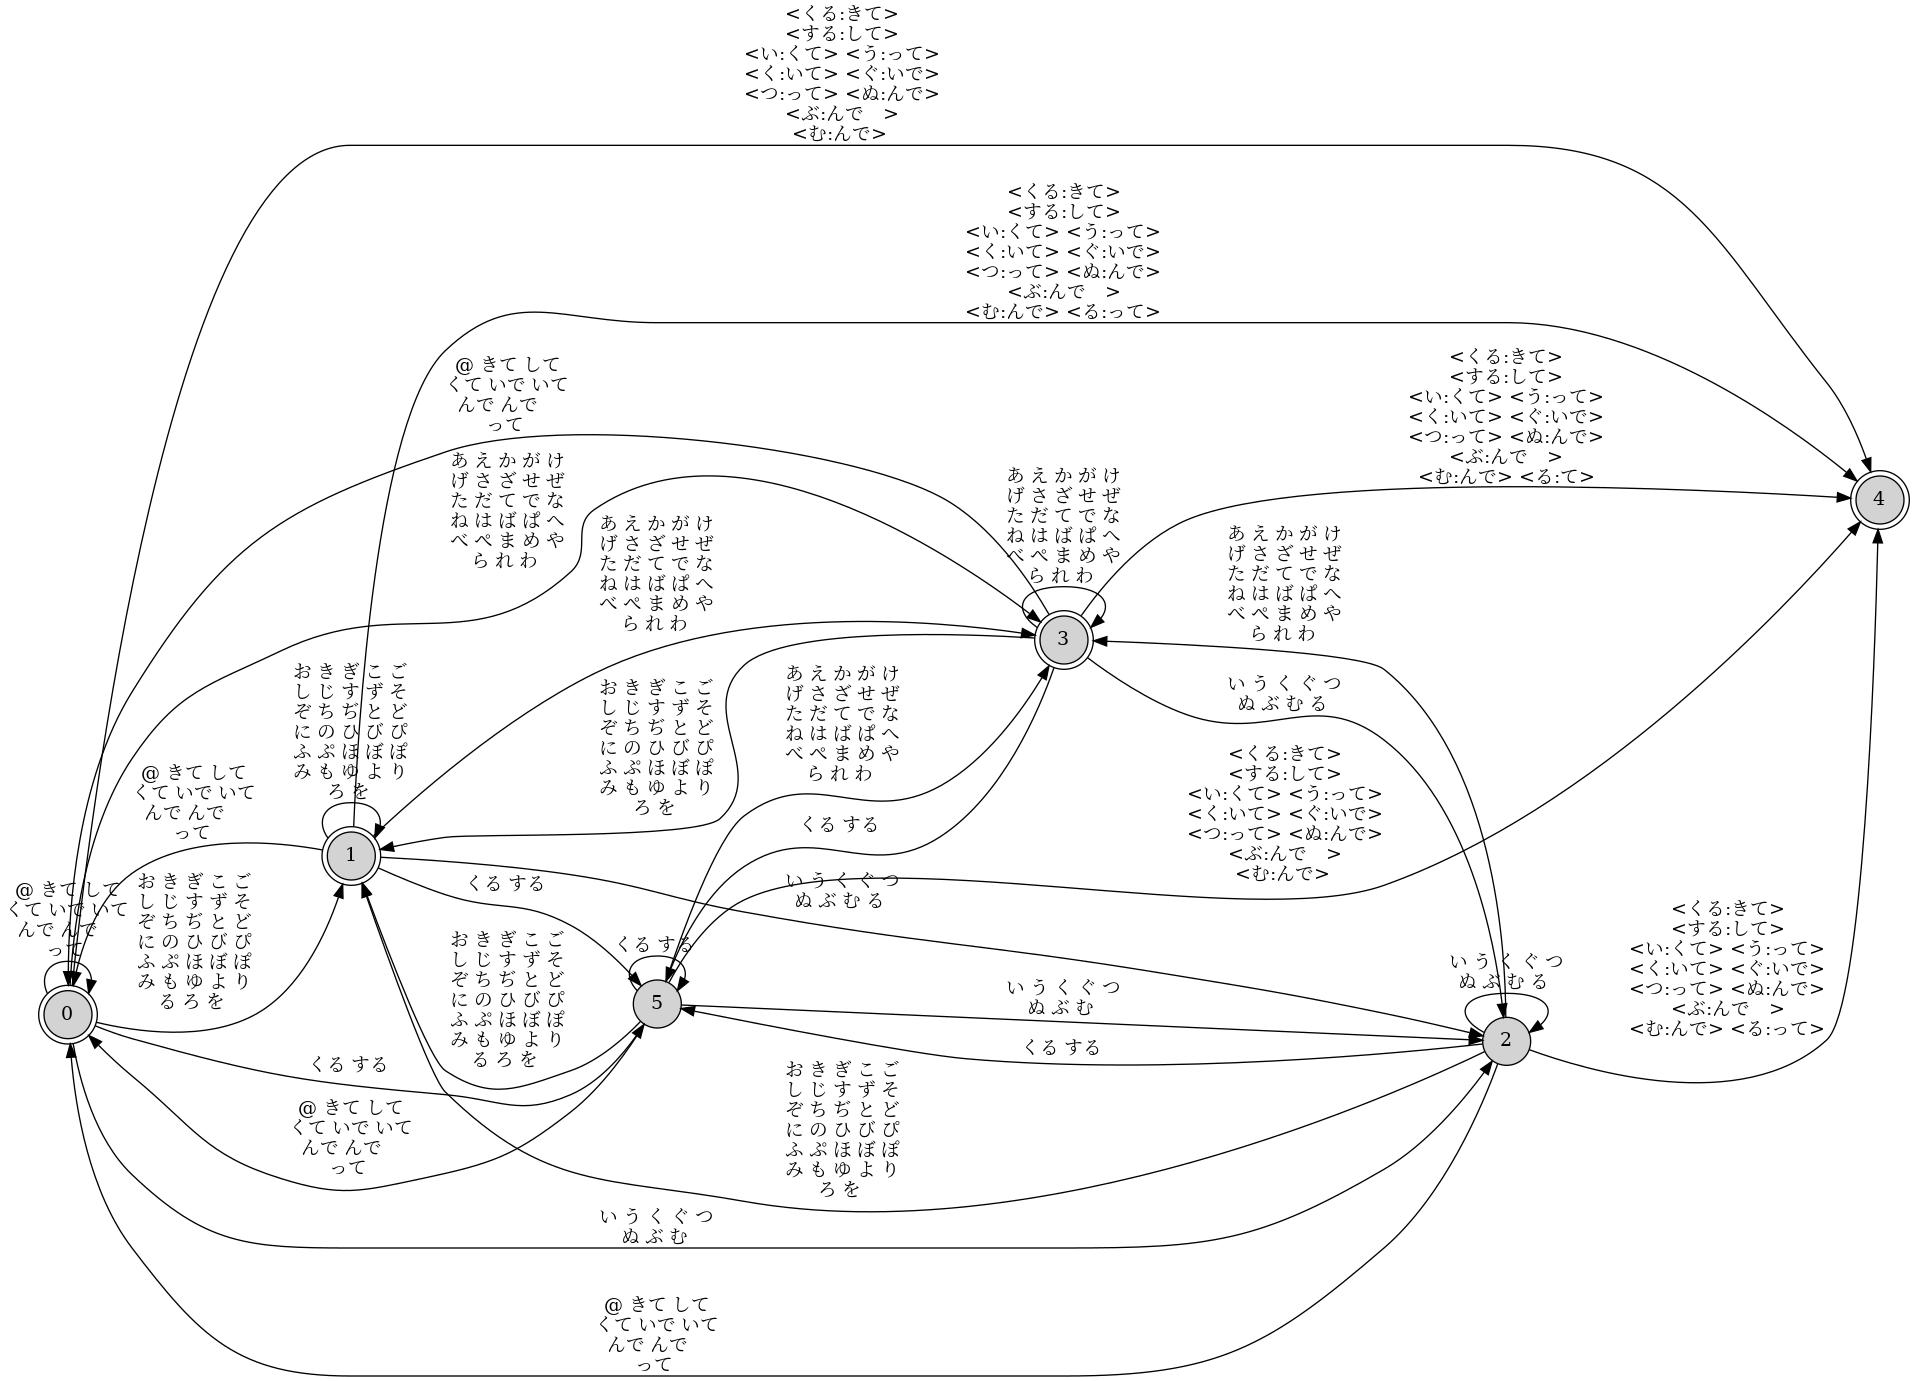 <くる:きて>
<する:して>
<い:くて> <う:って>
<く:いて> <ぐ:いで>
<つ:って> <ぬ:んで>
<ぶ:んで　>
<む:んで>
<くる:きて>
<する:して>
<い:くて> <う:って>
<く:いて> <ぐ:いで>
<つ:って> <ぬ:んで>
<ぶ:んで　>
<む:んで> <る:って>
@ きて して
くて いで いて
んで んで　
って
<くる:きて>
<する:して>
<い:くて> <う:って>
<く:いて> <ぐ:いで>
<つ:って> <ぬ:んで>
<ぶ:んで　>
<む:んで> <る:て>
あ え か が け
げ さ ざ せ ぜ
た だ て で な
ね は ば ぱ へ
べ ぺ ま め や
ら れ わ
あ え か が け
げ さ ざ せ ぜ
た だ て で な
ね は ば ぱ へ
べ ぺ ま め や
ら れ わ
4
あ え か が け
げ さ ざ せ ぜ
た だ て で な
ね は ば ぱ へ
べ ぺ ま め や
ら れ わ
あ え か が け
げ さ ざ せ ぜ
た だ て で な
ね は ば ぱ へ
べ ぺ ま め や
ら れ わ
3
お き ぎ こ ご
し じ す ず そ
ぞ ち ぢ と ど
に の ひ び ぴ
ふ ぷ ほ ぼ ぽ
み も ゆ よ り
ろ を
お き ぎ こ ご
し じ す ず そ
ぞ ち ぢ と ど
に の ひ び ぴ
ふ ぷ ほ ぼ ぽ
み も ゆ よ り
ろ を
あ え か が け
げ さ ざ せ ぜ
た だ て で な
ね は ば ぱ へ
べ ぺ ま め や
ら れ わ
い う く ぐ つ
ぬ ぶ む る
@ きて して
くて いで いて
んで んで　
って
<くる:きて>
<する:して>
<い:くて> <う:って>
<く:いて> <ぐ:いで>
<つ:って> <ぬ:んで>
<ぶ:んで　>
<む:んで>
くる する
1
@ きて して
くて いで いて
んで んで　
って
お き ぎ こ ご
し じ す ず そ
ぞ ち ぢ と ど
に の ひ び ぴ
ふ ぷ ほ ぼ ぽ
み も ゆ よ り
る ろ を
くる する
い う く ぐ つ
ぬ ぶ む る
<くる:きて>
<する:して>
<い:くて> <う:って>
<く:いて> <ぐ:いで>
<つ:って> <ぬ:んで>
<ぶ:んで　>
<む:んで> <る:って>
お き ぎ こ ご
し じ す ず そ
ぞ ち ぢ と ど
に の ひ び ぴ
ふ ぷ ほ ぼ ぽ
み も ゆ よ り
る ろ を
くる する
い う く ぐ つ
ぬ ぶ む る
0
5
い う く ぐ つ
ぬ ぶ む
2
くる する
くる する
お き ぎ こ ご
し じ す ず そ
ぞ ち ぢ と ど
に の ひ び ぴ
ふ ぷ ほ ぼ ぽ
み も ゆ よ り
ろ を
@ きて して
くて いで いて
んで んで　
って
い う く ぐ つ
ぬ ぶ む
@ きて して
くて いで いて
んで んで　
って